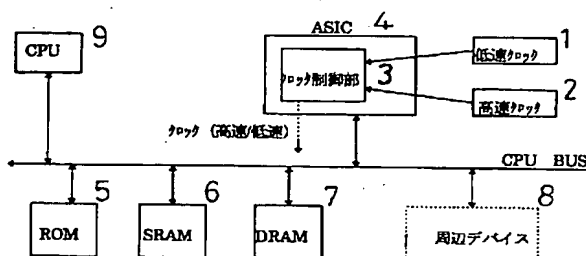 ASIC 4
CPU 9
低速クロック 1
クロック制御部 3
高速クロック 2
クロック (高速/低速)
CPU BUS
ROM 5
SRAM 6
DRAM 7
周辺デバイス 8